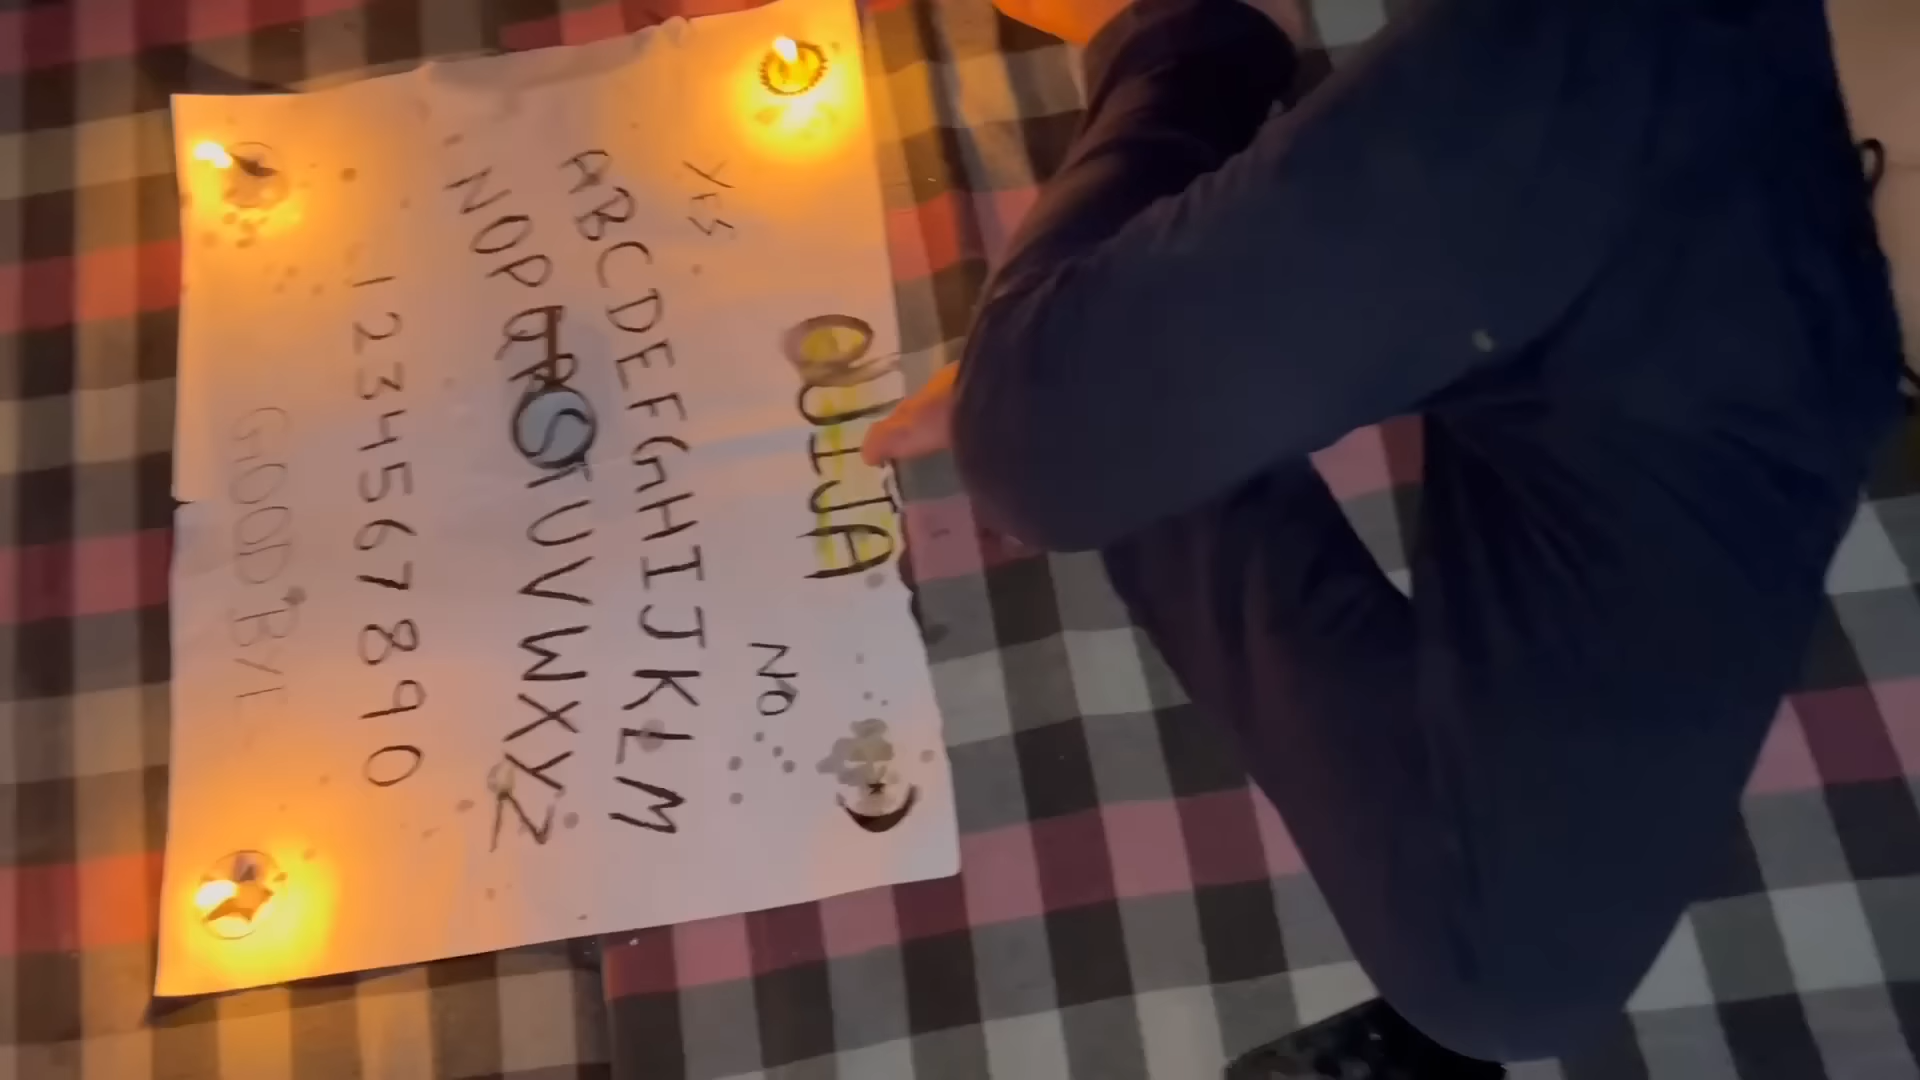 OUIJA
YES NO
ABCDEFGHIJKLM
NOPQRSTUVWXYZ
1234567890
GOOD BYE